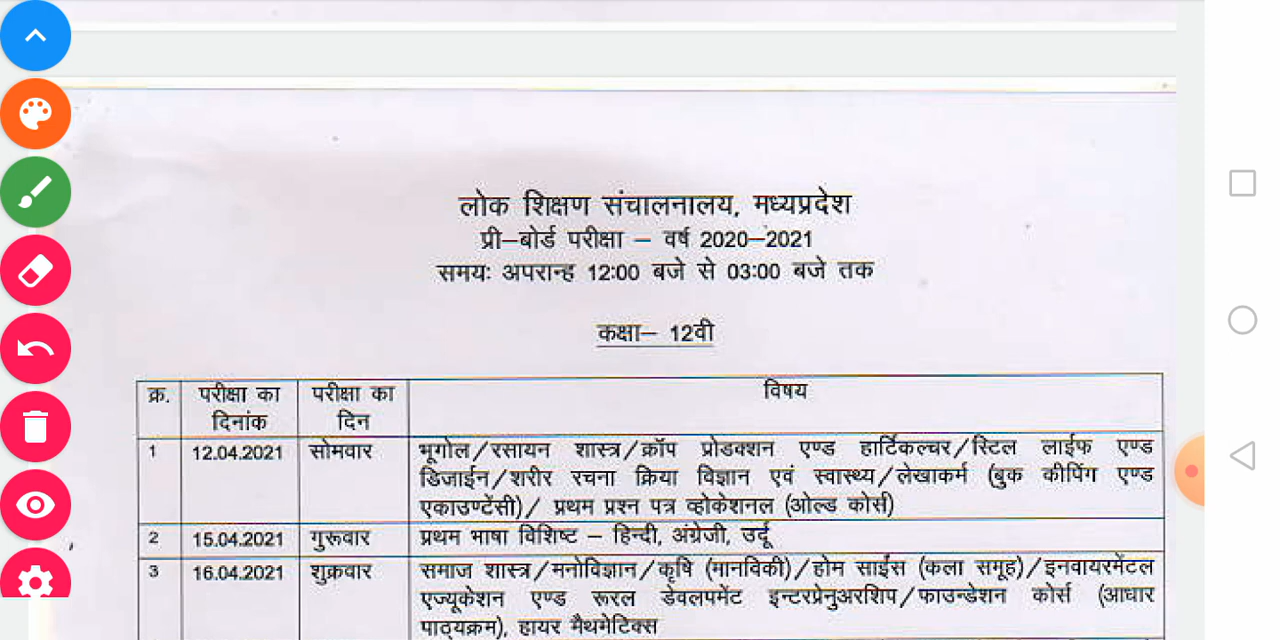 लोक शिक्षण संचालनालय, मध्यप्रदेश
प्री–बोर्ड परीक्षा – वर्ष 2020–2021
समयः अपरान्ह 12:00 बजे से 03:00 बजे तक
कक्षा– 12वी
क्र. परीक्षा का दिनांक परीक्षा का दिन विषय
1 12.04.2021 सोमवार भूगोल/रसायन शास्त्र/क्रॉप प्रोडक्शन एण्ड हार्टिकल्चर/स्टिल लाईफ एण्ड
डिजाईन/शरीर रचना क्रिया विज्ञान एवं स्वास्थ्य/लेखाकर्म (बुक कीपिंग एण्ड
एकाउण्टेंसी)/ प्रथम प्रश्न पत्र व्होकेशनल (ओल्ड कोर्स)
2 15.04.2021 गुरूवार प्रथम भाषा विशिष्ट – हिन्दी, अंग्रेजी, उर्दू
3 16.04.2021 शुक्रवार समाज शास्त्र/मनोविज्ञान/कृषि (मानविकी)/होम साईंस (कला समूह)/इनवायरमेंटल
एज्यूकेशन एण्ड रूरल डेवलपमेंट इन्टरप्रेनुअरशिप/फाउन्डेशन कोर्स (आधार
पाठ्यक्रम), हायर मैथमेटिक्स